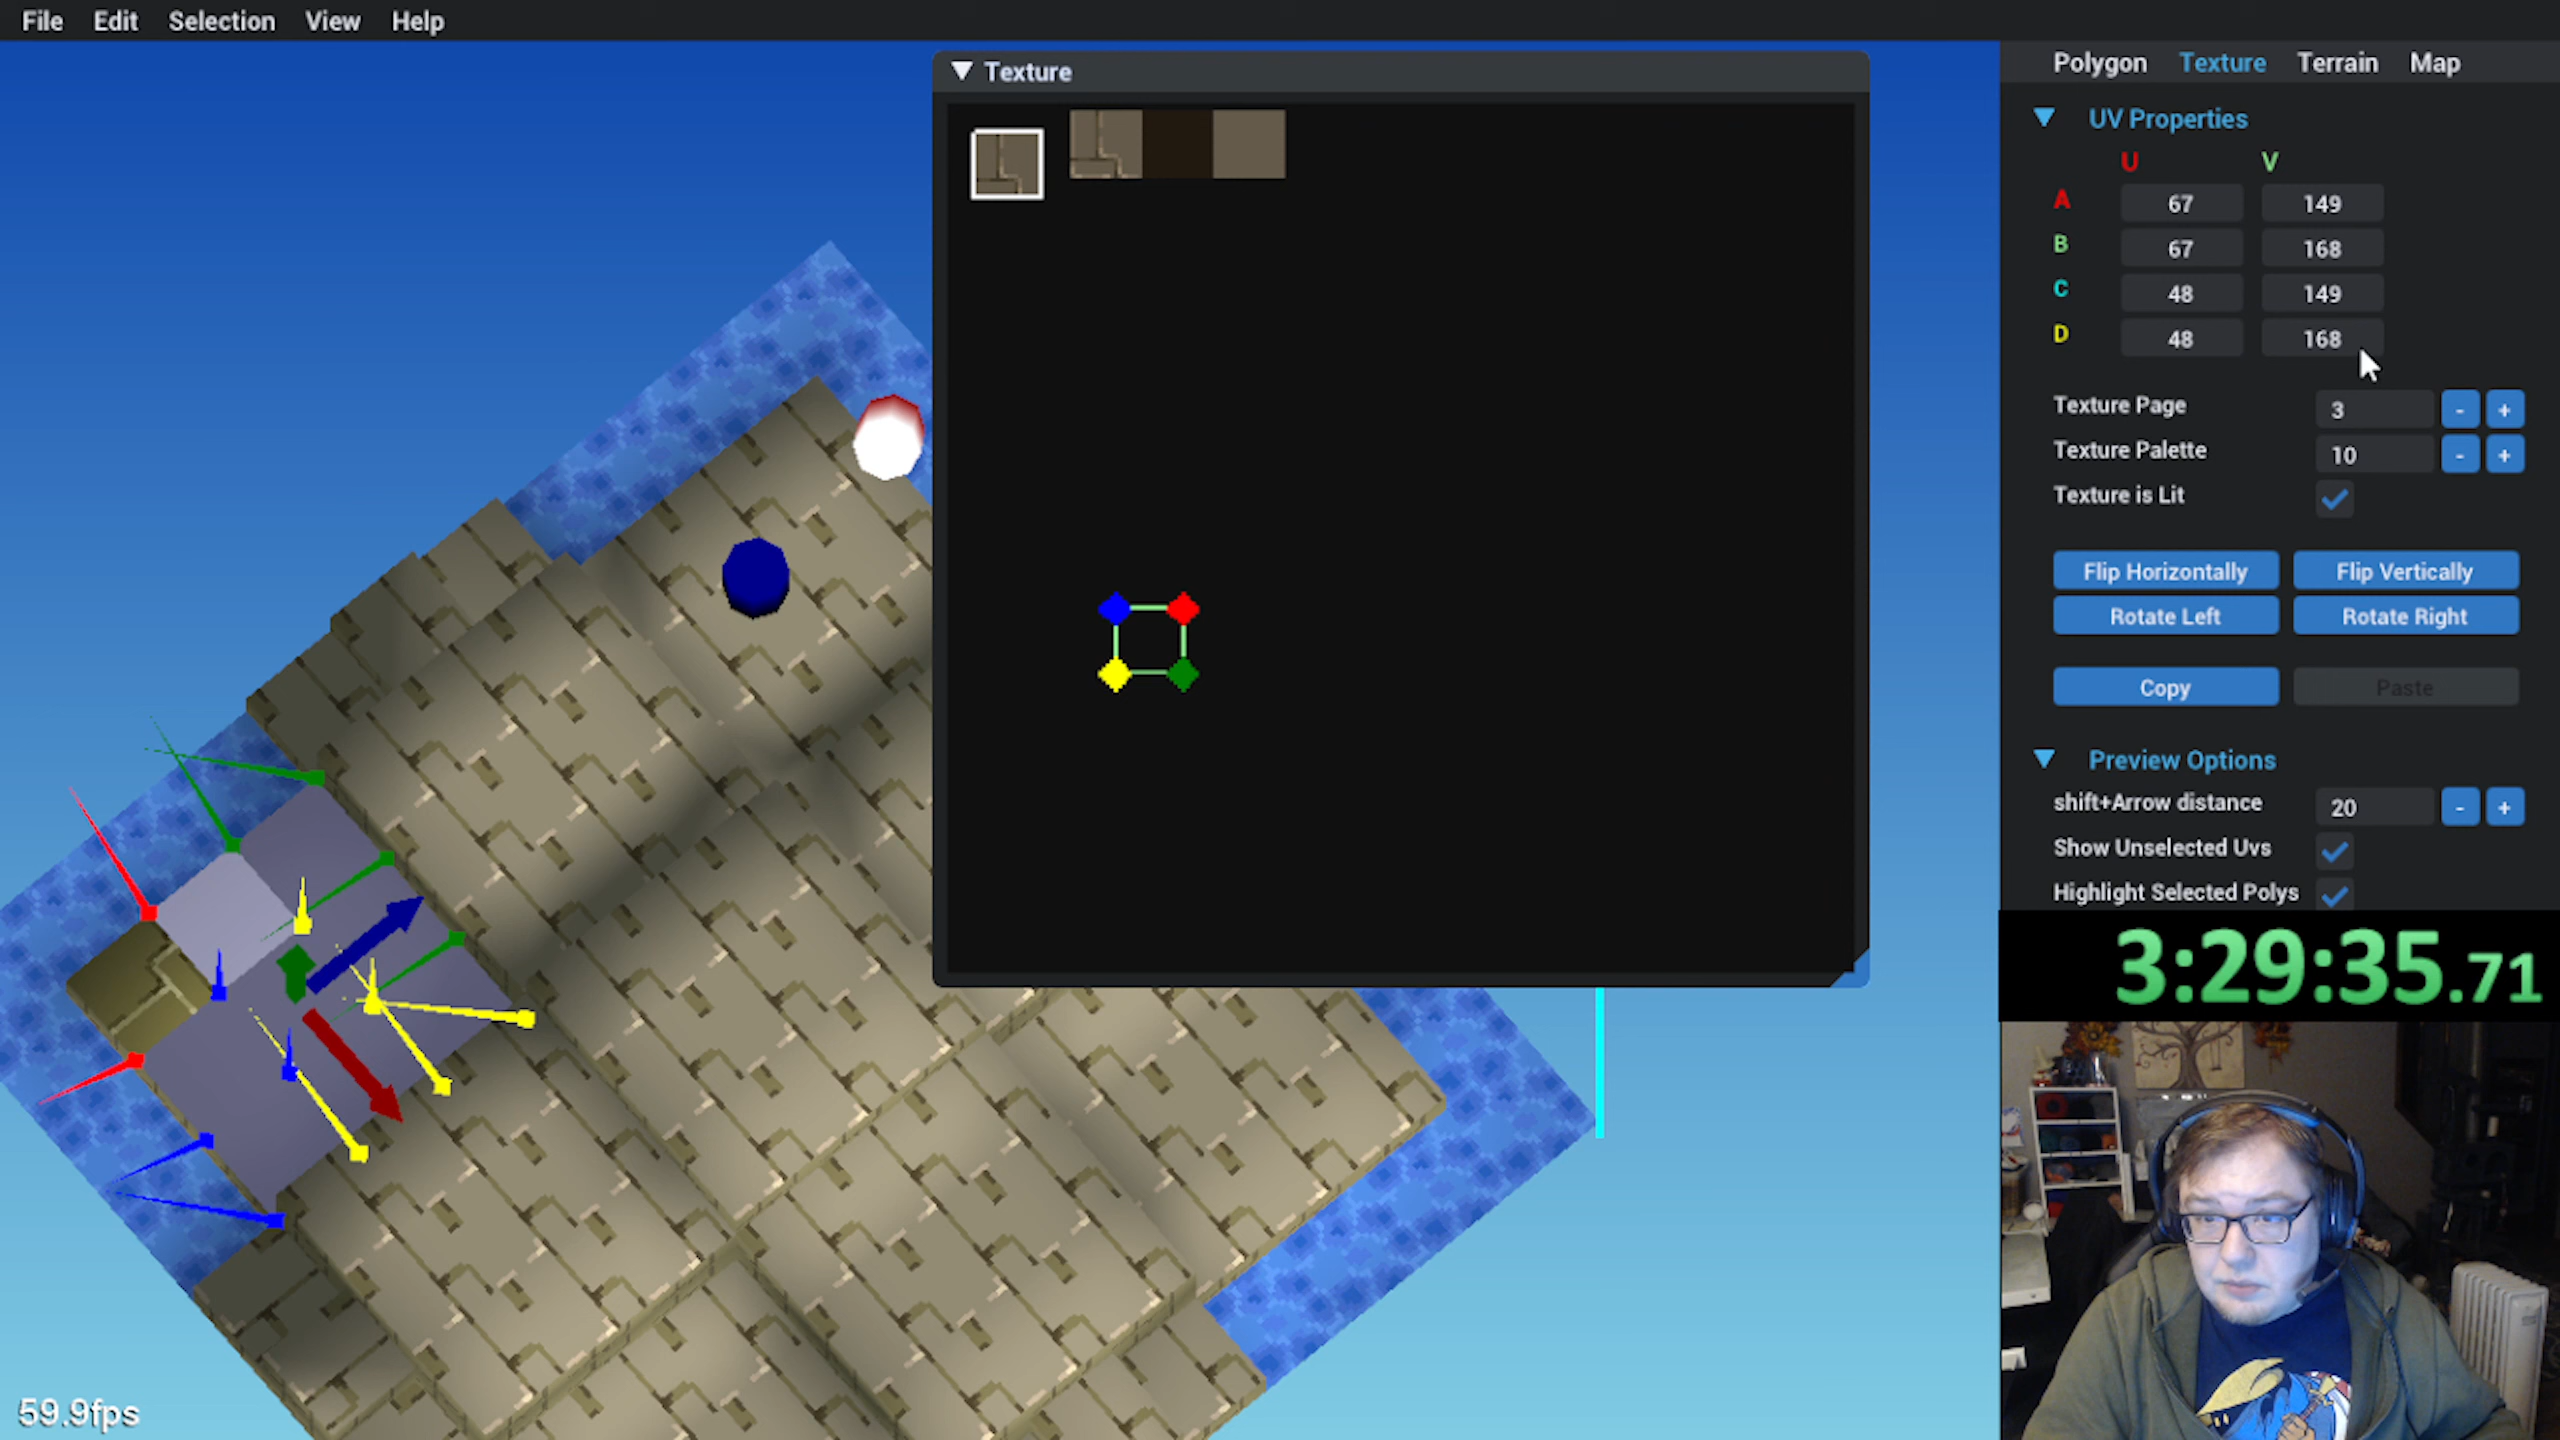 File Edit Selection View Help
Texture
Polygon Texture Terrain Map
UV Properties
U V
A 67 149
B 67 168
C 48 149
D 48 168
Texture Page 3 - +
Texture Palette 10 - +
Texture is Lit
Flip Horizontally Flip Vertically
Rotate Left Rotate Right
Copy Paste
Preview Options
shift+Arrow distance 20 - +
Show Unselected Uvs
Highlight Selected Polys
3:29:35.71
59.9fps